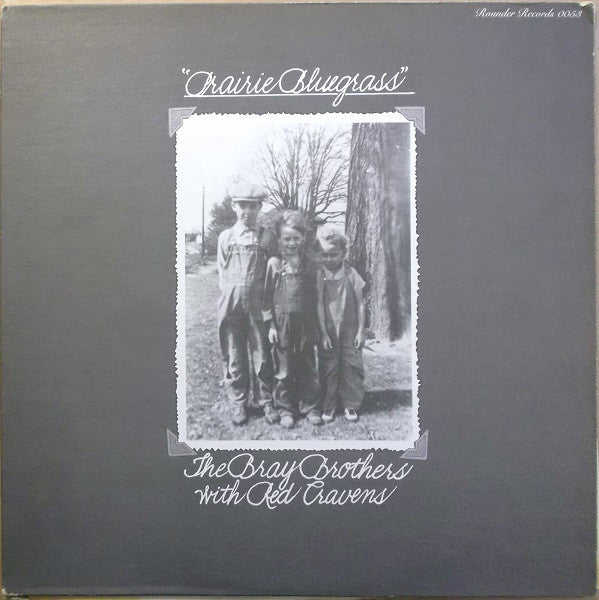 Rounder Records 0053
"Prairie Bluegrass"
The Bray Brothers
with Red Cravens